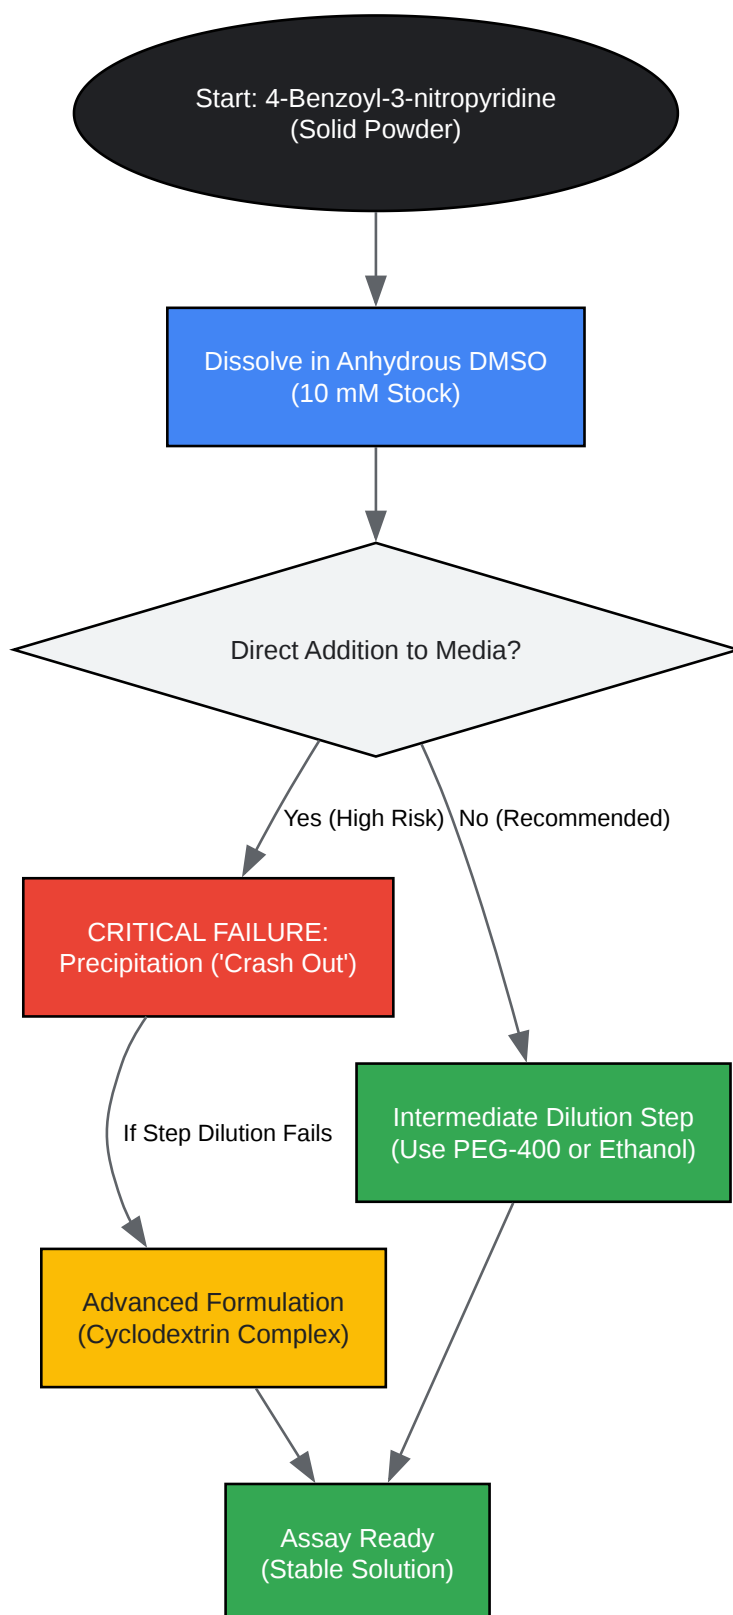 Start: 4-Benzoyl-3-nitropyridine
(Solid Powder)
Dissolve in Anhydrous DMSO
(10 mM Stock)
Direct Addition to Media?
Yes (High Risk)
No (Recommended)
CRITICAL FAILURE:
Precipitation ('Crash Out')
Intermediate Dilution Step
(Use PEG-400 or Ethanol)
If Step Dilution Fails
Advanced Formulation
(Cyclodextrin Complex)
Assay Ready
(Stable Solution)